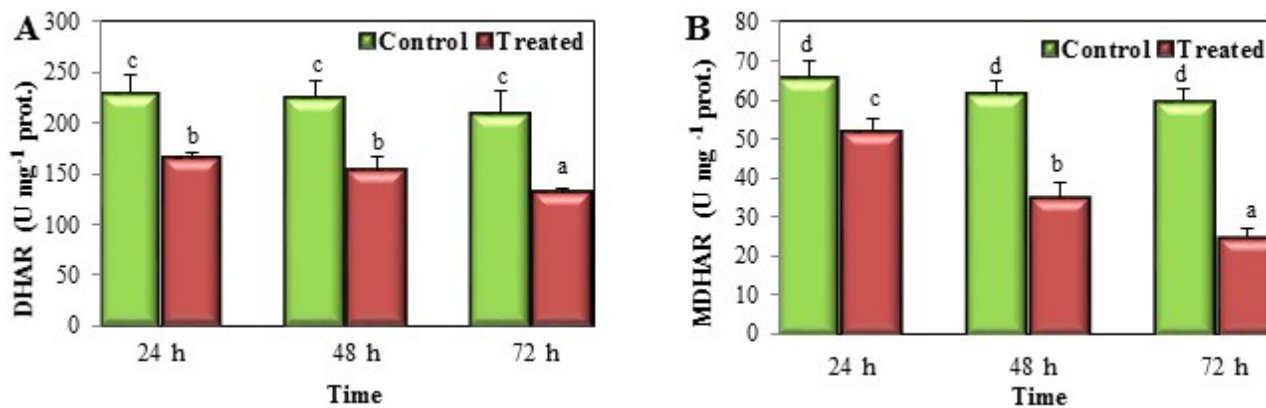 A
DHAR (U mg⁻¹ prot.)
300
250
200
150
100
50
0
Control Treated
c
b
c
b
c
a
24 h 48 h 72 h
Time
B
MDHAR (U mg⁻¹ prot.)
80
70
60
50
40
30
20
10
0
Control Treated
d
c
d
b
d
a
24 h 48 h 72 h
Time